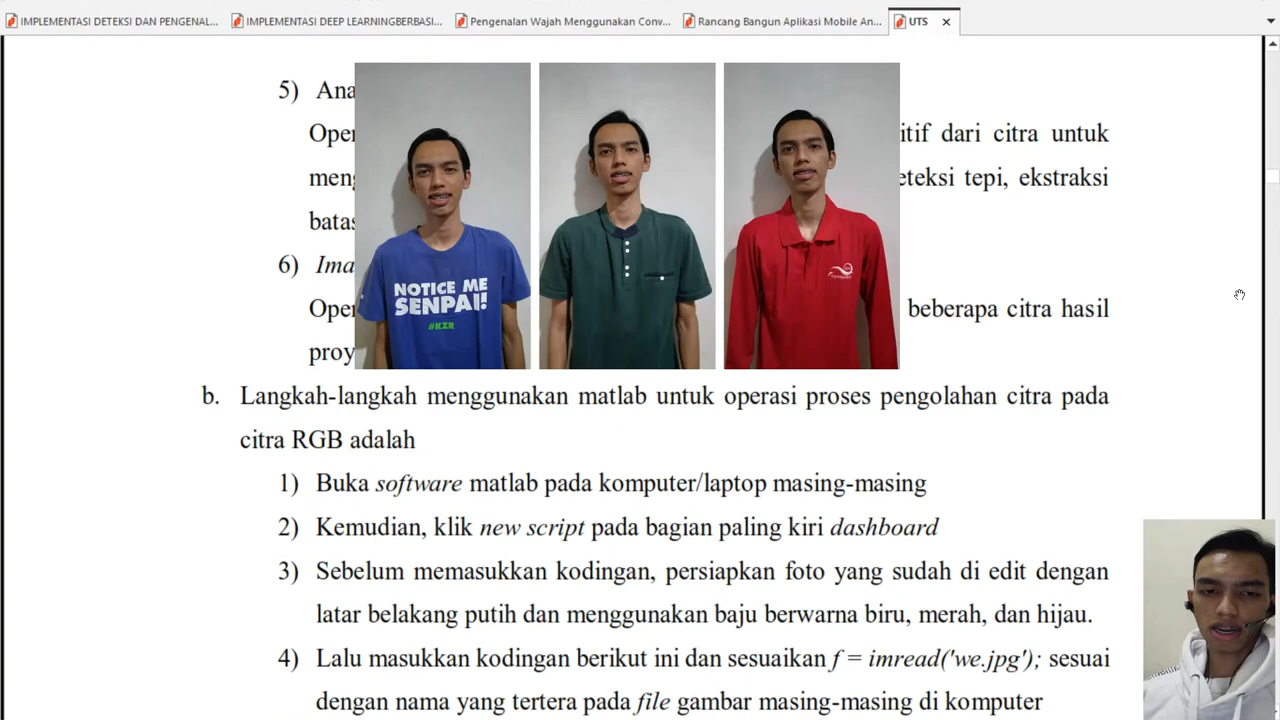 IMPLEMENTASI DETEKSI DAN PENGENAL...
IMPLEMENTASI DEEP LEARNINGBERBASI...
Pengenalan Wajah Menggunakan Conv...
Rancang Bangun Aplikasi Mobile An...
UTS
5) Ana
Oper itif dari citra untuk
meng eteksi tepi, ekstraksi
batas
6) Ima
Oper beberapa citra hasil
proy
NOTICE ME
SENPAI!
#KZR
b. Langkah-langkah menggunakan matlab untuk operasi proses pengolahan citra pada
citra RGB adalah
1) Buka software matlab pada komputer/laptop masing-masing
2) Kemudian, klik new script pada bagian paling kiri dashboard
3) Sebelum memasukkan kodingan, persiapkan foto yang sudah di edit dengan
latar belakang putih dan menggunakan baju berwarna biru, merah, dan hijau.
4) Lalu masukkan kodingan berikut ini dan sesuaikan f = imread('we.jpg'); sesuai
dengan nama yang tertera pada file gambar masing-masing di komputer